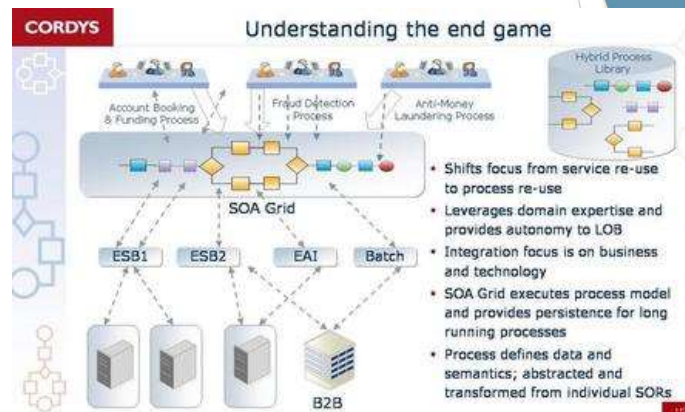 CORDYS
Understanding the end game
Hybrid Process
Library
Account Booking
& Funding Process
Fraud Detection
Process
Anti-Money
Laundering Process
SOA Grid
ESB1
ESB2
EAI
Batch
B2B
• Shifts focus from service re-use
to process re-use
• Leverages domain expertise and
provides autonomy to LOB
• Integration focus is on business
and technology
• SOA Grid executes process model
and provides persistence for long
running processes
• Process defines data and
semantics; abstracted and
transformed from individual SORs